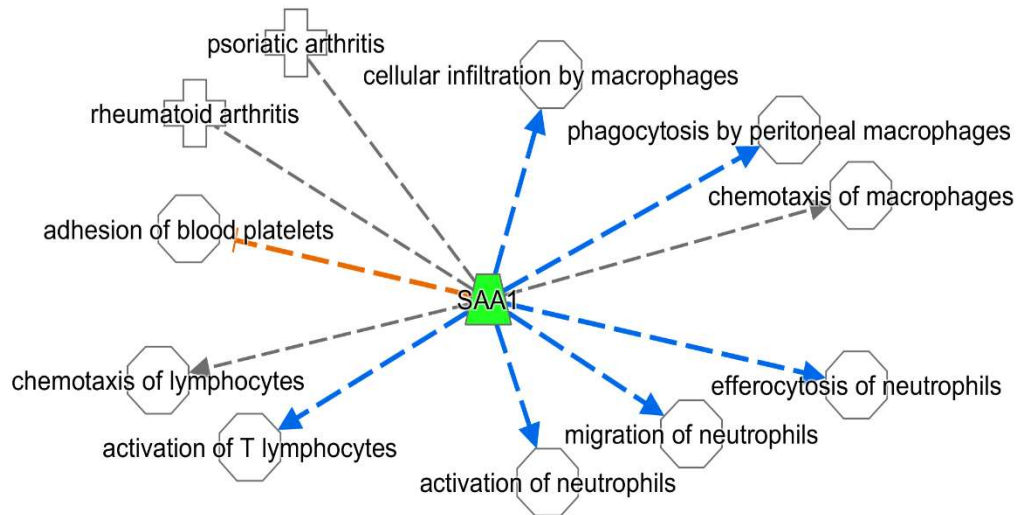 psoriatic arthritis
cellular infiltration by macrophages
rheumatoid arthritis
phagocytosis by peritoneal macrophages
chemotaxis of macrophages
adhesion of blood platelets
SAA1
chemotaxis of lymphocytes
efferocytosis of neutrophils
activation of T lymphocytes
migration of neutrophils
activation of neutrophils